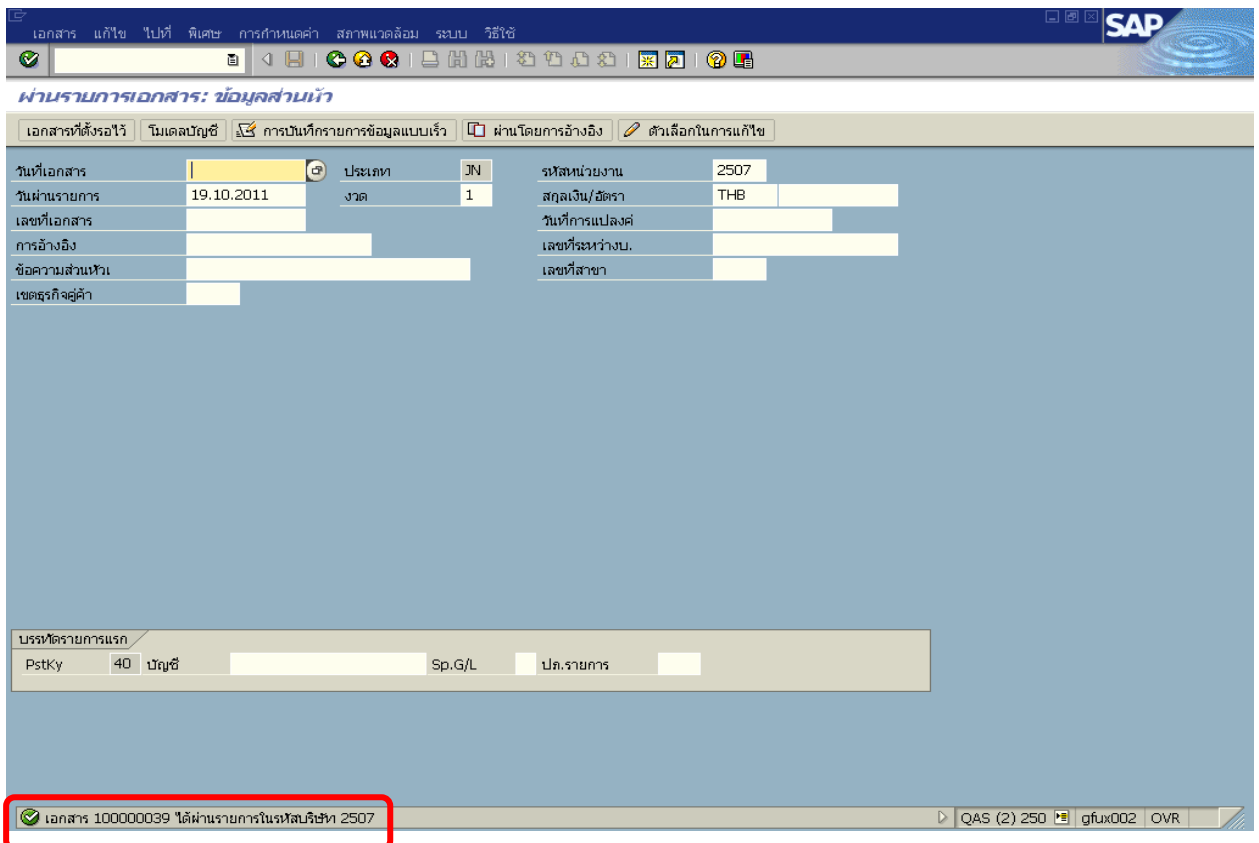 เอกสาร แก้ไข ไปที่ พิเศษ การกำหนดค่า สภาพแวดล้อม ระบบ วิธีใช้
SAP
ผ่านรายการเอกสาร: ข้อมูลส่วนหัว
เอกสารที่ตั้งรอไว้ โมเดลบัญชี การบันทึกรายการข้อมูลแบบเร็ว ผ่านโดยการอ้างอิง ตัวเลือกในการแก้ไข
วันที่เอกสาร ประเภท JN รหัสหน่วยงาน 2507
วันผ่านรายการ 19.10.2011 งวด 1 สกุลเงิน/อัตรา THB
เลขที่เอกสาร วันที่การแปลงค่
การอ้างอิง เลขที่ระหว่างบ.
ข้อความส่วนหัวเ เลขที่สาขา
เขตธุรกิจคู่ค้า
บรรทัดรายการแรก
PstKy 40 บัญชี Sp.G/L ปภ.รายการ
เอกสาร 100000039 ได้ผ่านรายการในรหัสบริษัท 2507 QAS (2) 250 gfux002 OVR